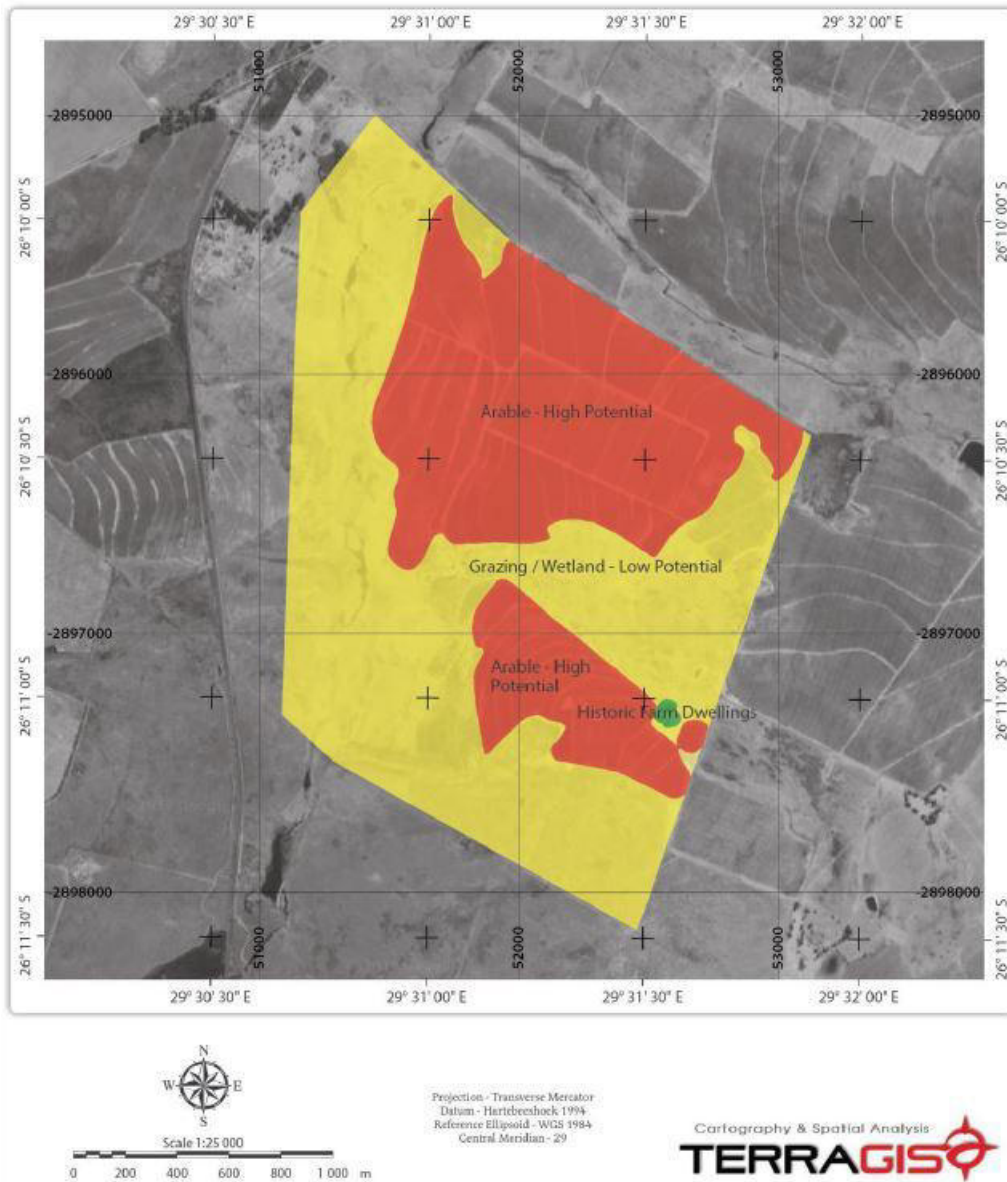 29° 30' 30" E
29° 31' 00" E
29° 31' 30" E
29° 32' 00" E
51000
52000
53000
-2895000
-2895000
26° 10' 00" S
26° 10' 00" S
-2896000
-2896000
Arable - High Potential
26° 10' 30" S
26° 10' 30" S
Grazing / Wetland - Low Potential
-2897000
-2897000
Arable - High
Potential
26° 11' 00" S
26° 11' 00" S
Historic Farm Dwellings
-2898000
-2898000
26° 11' 30" S
26° 11' 30" S
51000
52000
53000
29° 30' 30" E
29° 31' 00" E
29° 31' 30" E
29° 32' 00" E
N
W
E
S
Scale 1:25 000
0 200 400 600 800 1 000 m
Projection - Transverse Mercator
Datum - Hartebeeshoek 1994
Reference Ellipsoid - WGS 1984
Central Meridian - 29
Cartography & Spatial Analysis
TERRAGIS